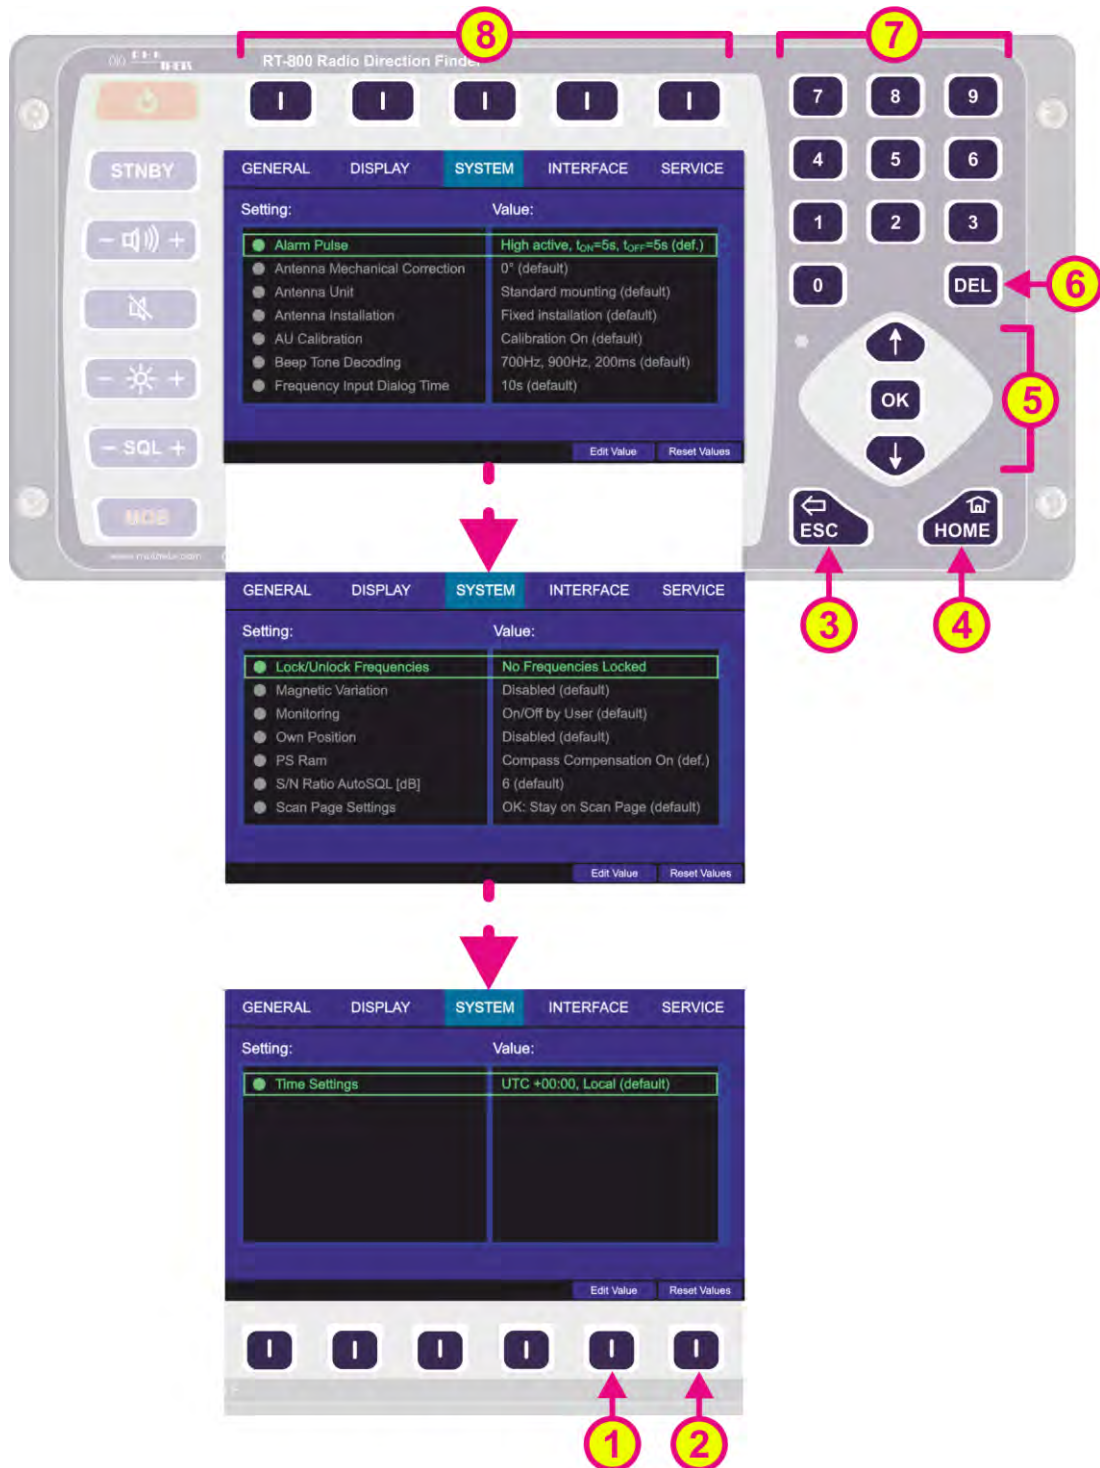 8
7
RT-800 Radio Direction Finder
7 8 9
STNBY
4 5 6
GENERAL DISPLAY SYSTEM INTERFACE SERVICE
Setting: Value:
- +
1 2 3
Alarm Pulse High active, tON=5s, tOFF=5s (def.)
Antenna Mechanical Correction 0° (default)
Antenna Unit Standard mounting (default)
Antenna Installation Fixed installation (default)
AU Calibration Calibration On (default)
Beep Tone Decoding 700Hz, 900Hz, 200ms (default)
Frequency Input Dialog Time 10s (default)
0 DEL 6
↑
- +
OK 5
- SQL +
↓
Edit Value Reset Values
MOB
ESC HOME
3 4
GENERAL DISPLAY SYSTEM INTERFACE SERVICE
Setting: Value:
Lock/Unlock Frequencies No Frequencies Locked
Magnetic Variation Disabled (default)
Monitoring On/Off by User (default)
Own Position Disabled (default)
PS Ram Compass Compensation On (def.)
S/N Ratio AutoSQL [dB] 6 (default)
Scan Page Settings OK: Stay on Scan Page (default)
Edit Value Reset Values
GENERAL DISPLAY SYSTEM INTERFACE SERVICE
Setting: Value:
Time Settings UTC +00:00, Local (default)
Edit Value Reset Values
1 2